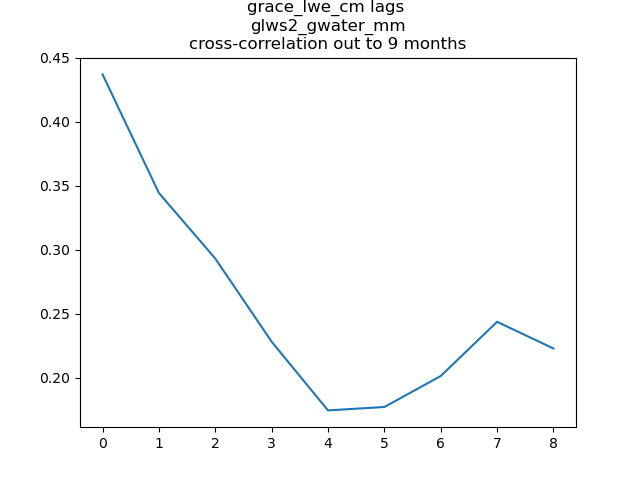 grace_lwe_cm lags
glws2_gwater_mm
cross-correlation out to 9 months
0.45
0.40
0.35
0.30
0.25
0.20
0 1 2 3 4 5 6 7 8